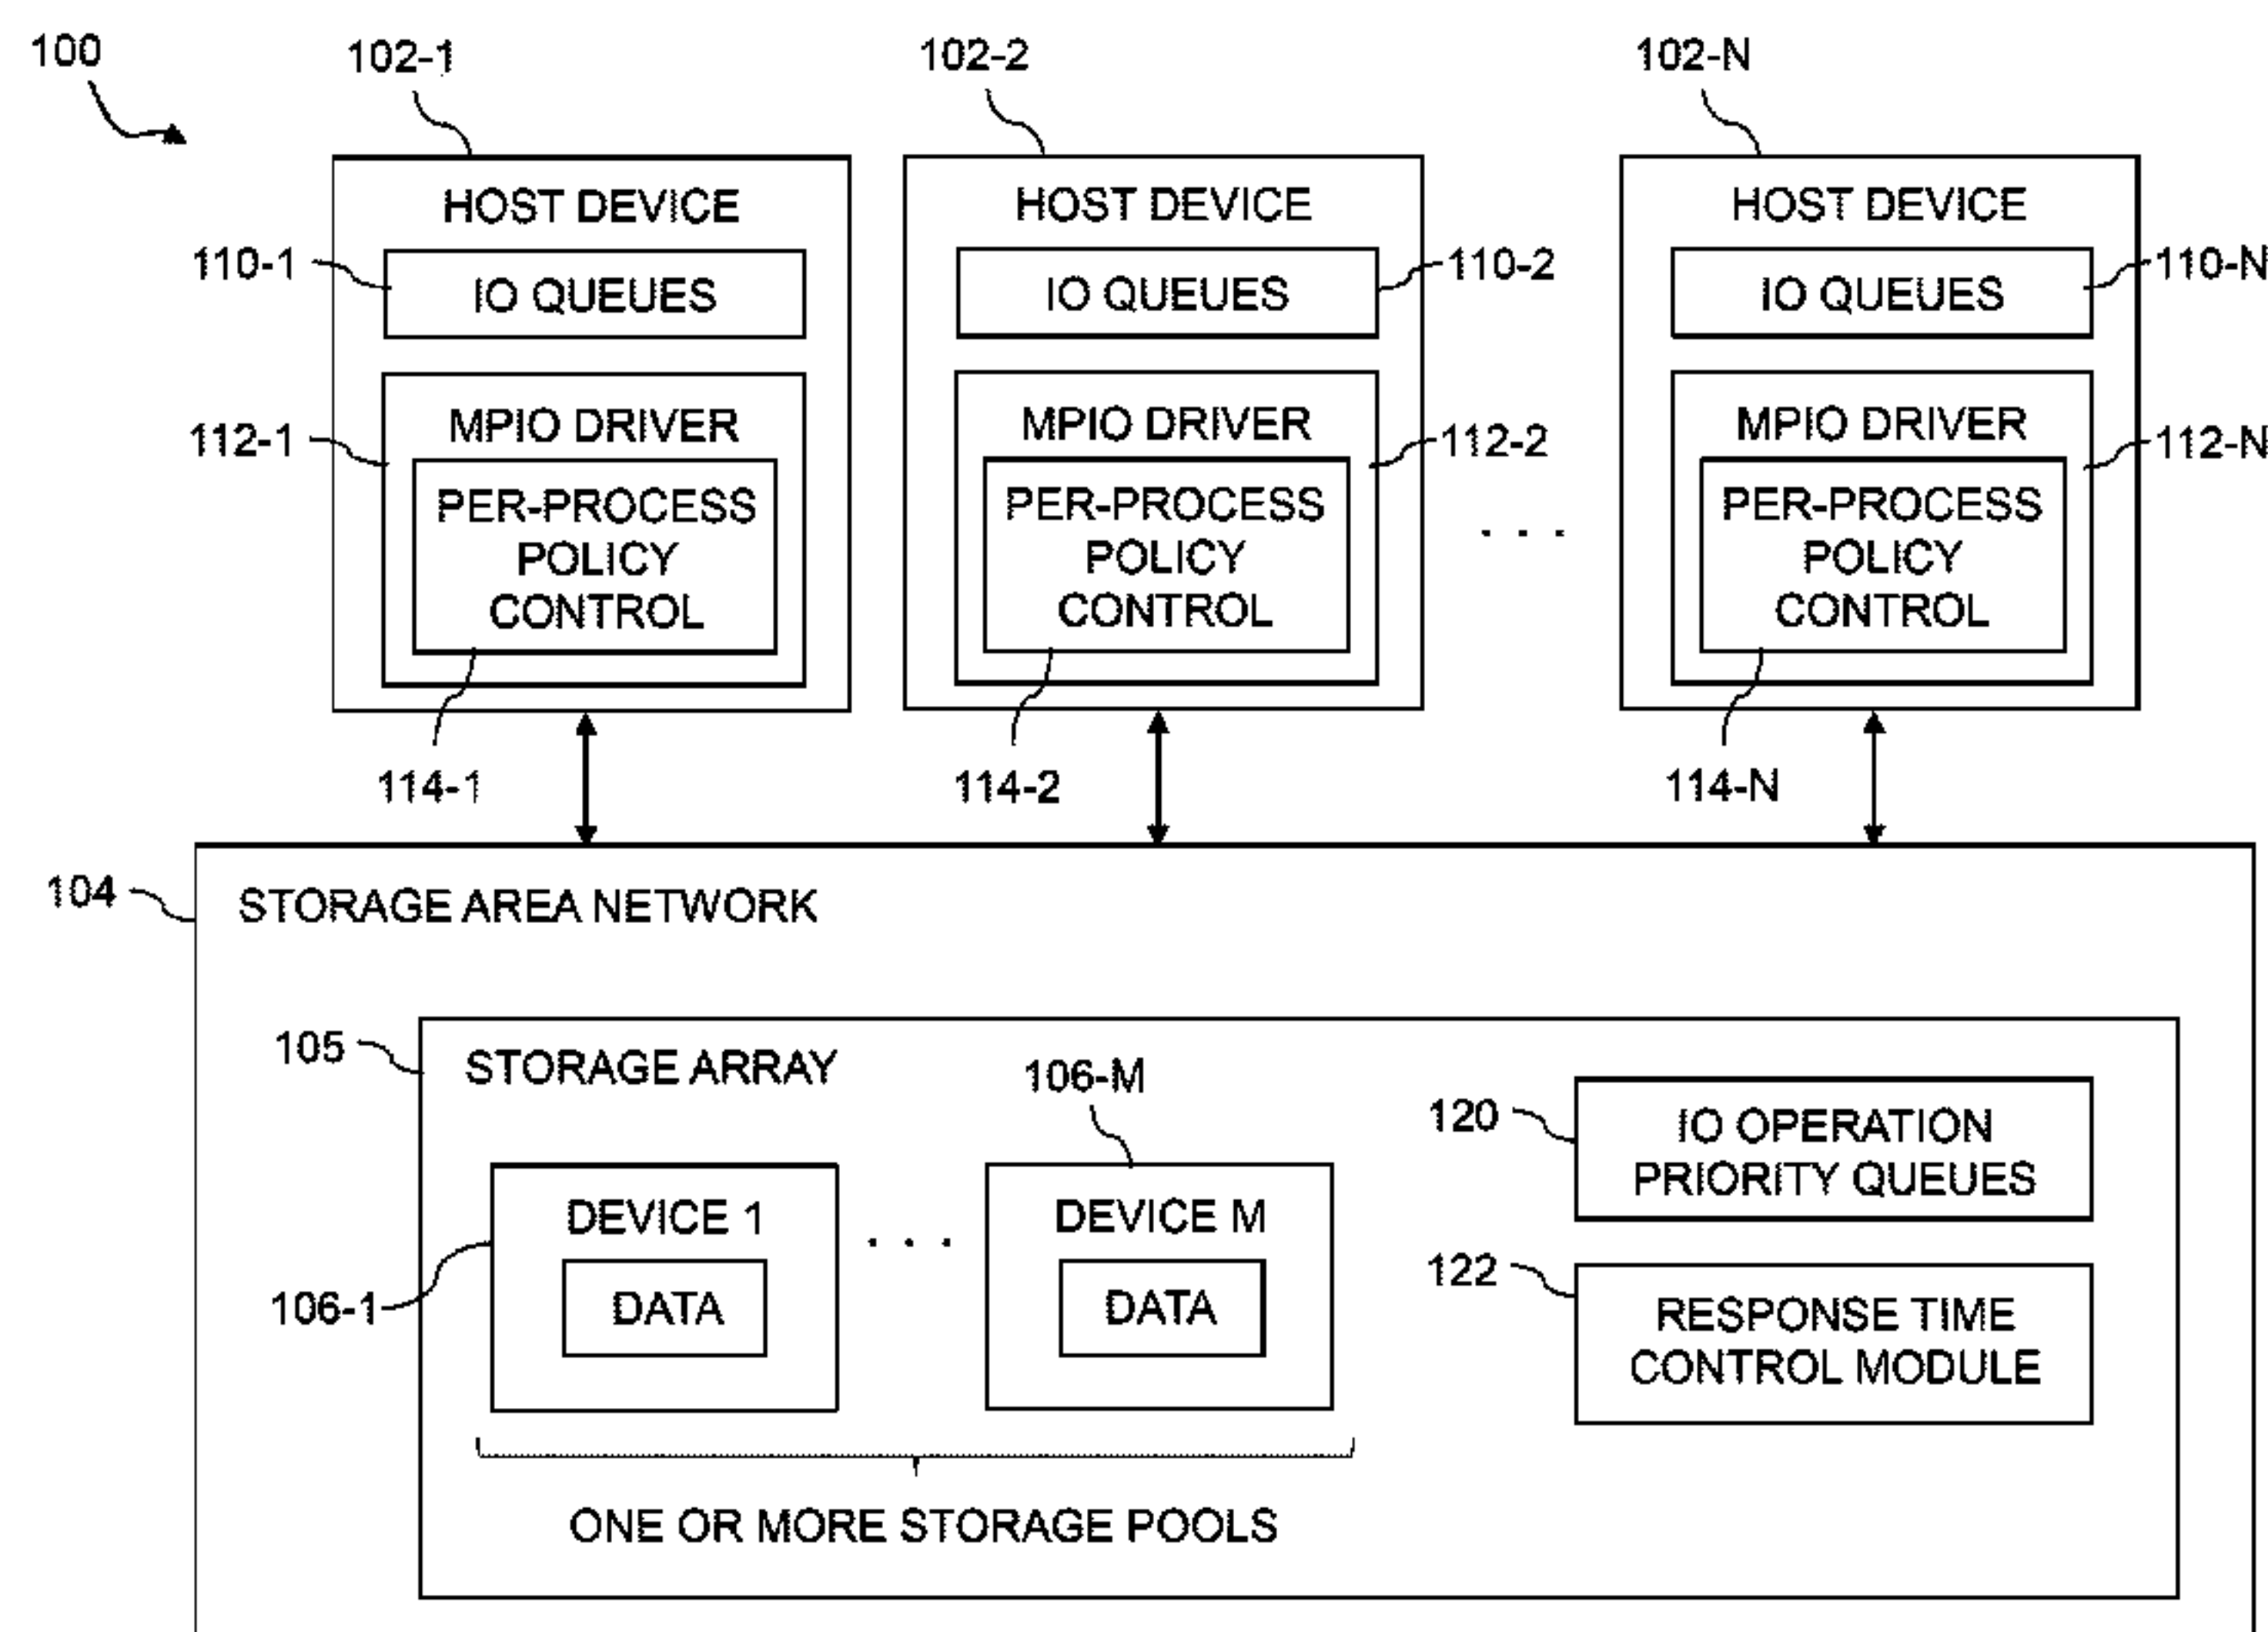 100
102-1
102-2
102-N
HOST DEVICE
HOST DEVICE
HOST DEVICE
110-1
IO QUEUES
IO QUEUES
110-2
IO QUEUES
110-N
112-1
MPIO DRIVER
MPIO DRIVER
112-2
MPIO DRIVER
112-N
PER-PROCESS
POLICY
CONTROL
PER-PROCESS
POLICY
CONTROL
. . .
PER-PROCESS
POLICY
CONTROL
114-1
114-2
114-N
104
STORAGE AREA NETWORK
105
STORAGE ARRAY
106-M
120
IO OPERATION
PRIORITY QUEUES
DEVICE 1
. . .
DEVICE M
106-1
DATA
DATA
122
RESPONSE TIME
CONTROL MODULE
ONE OR MORE STORAGE POOLS